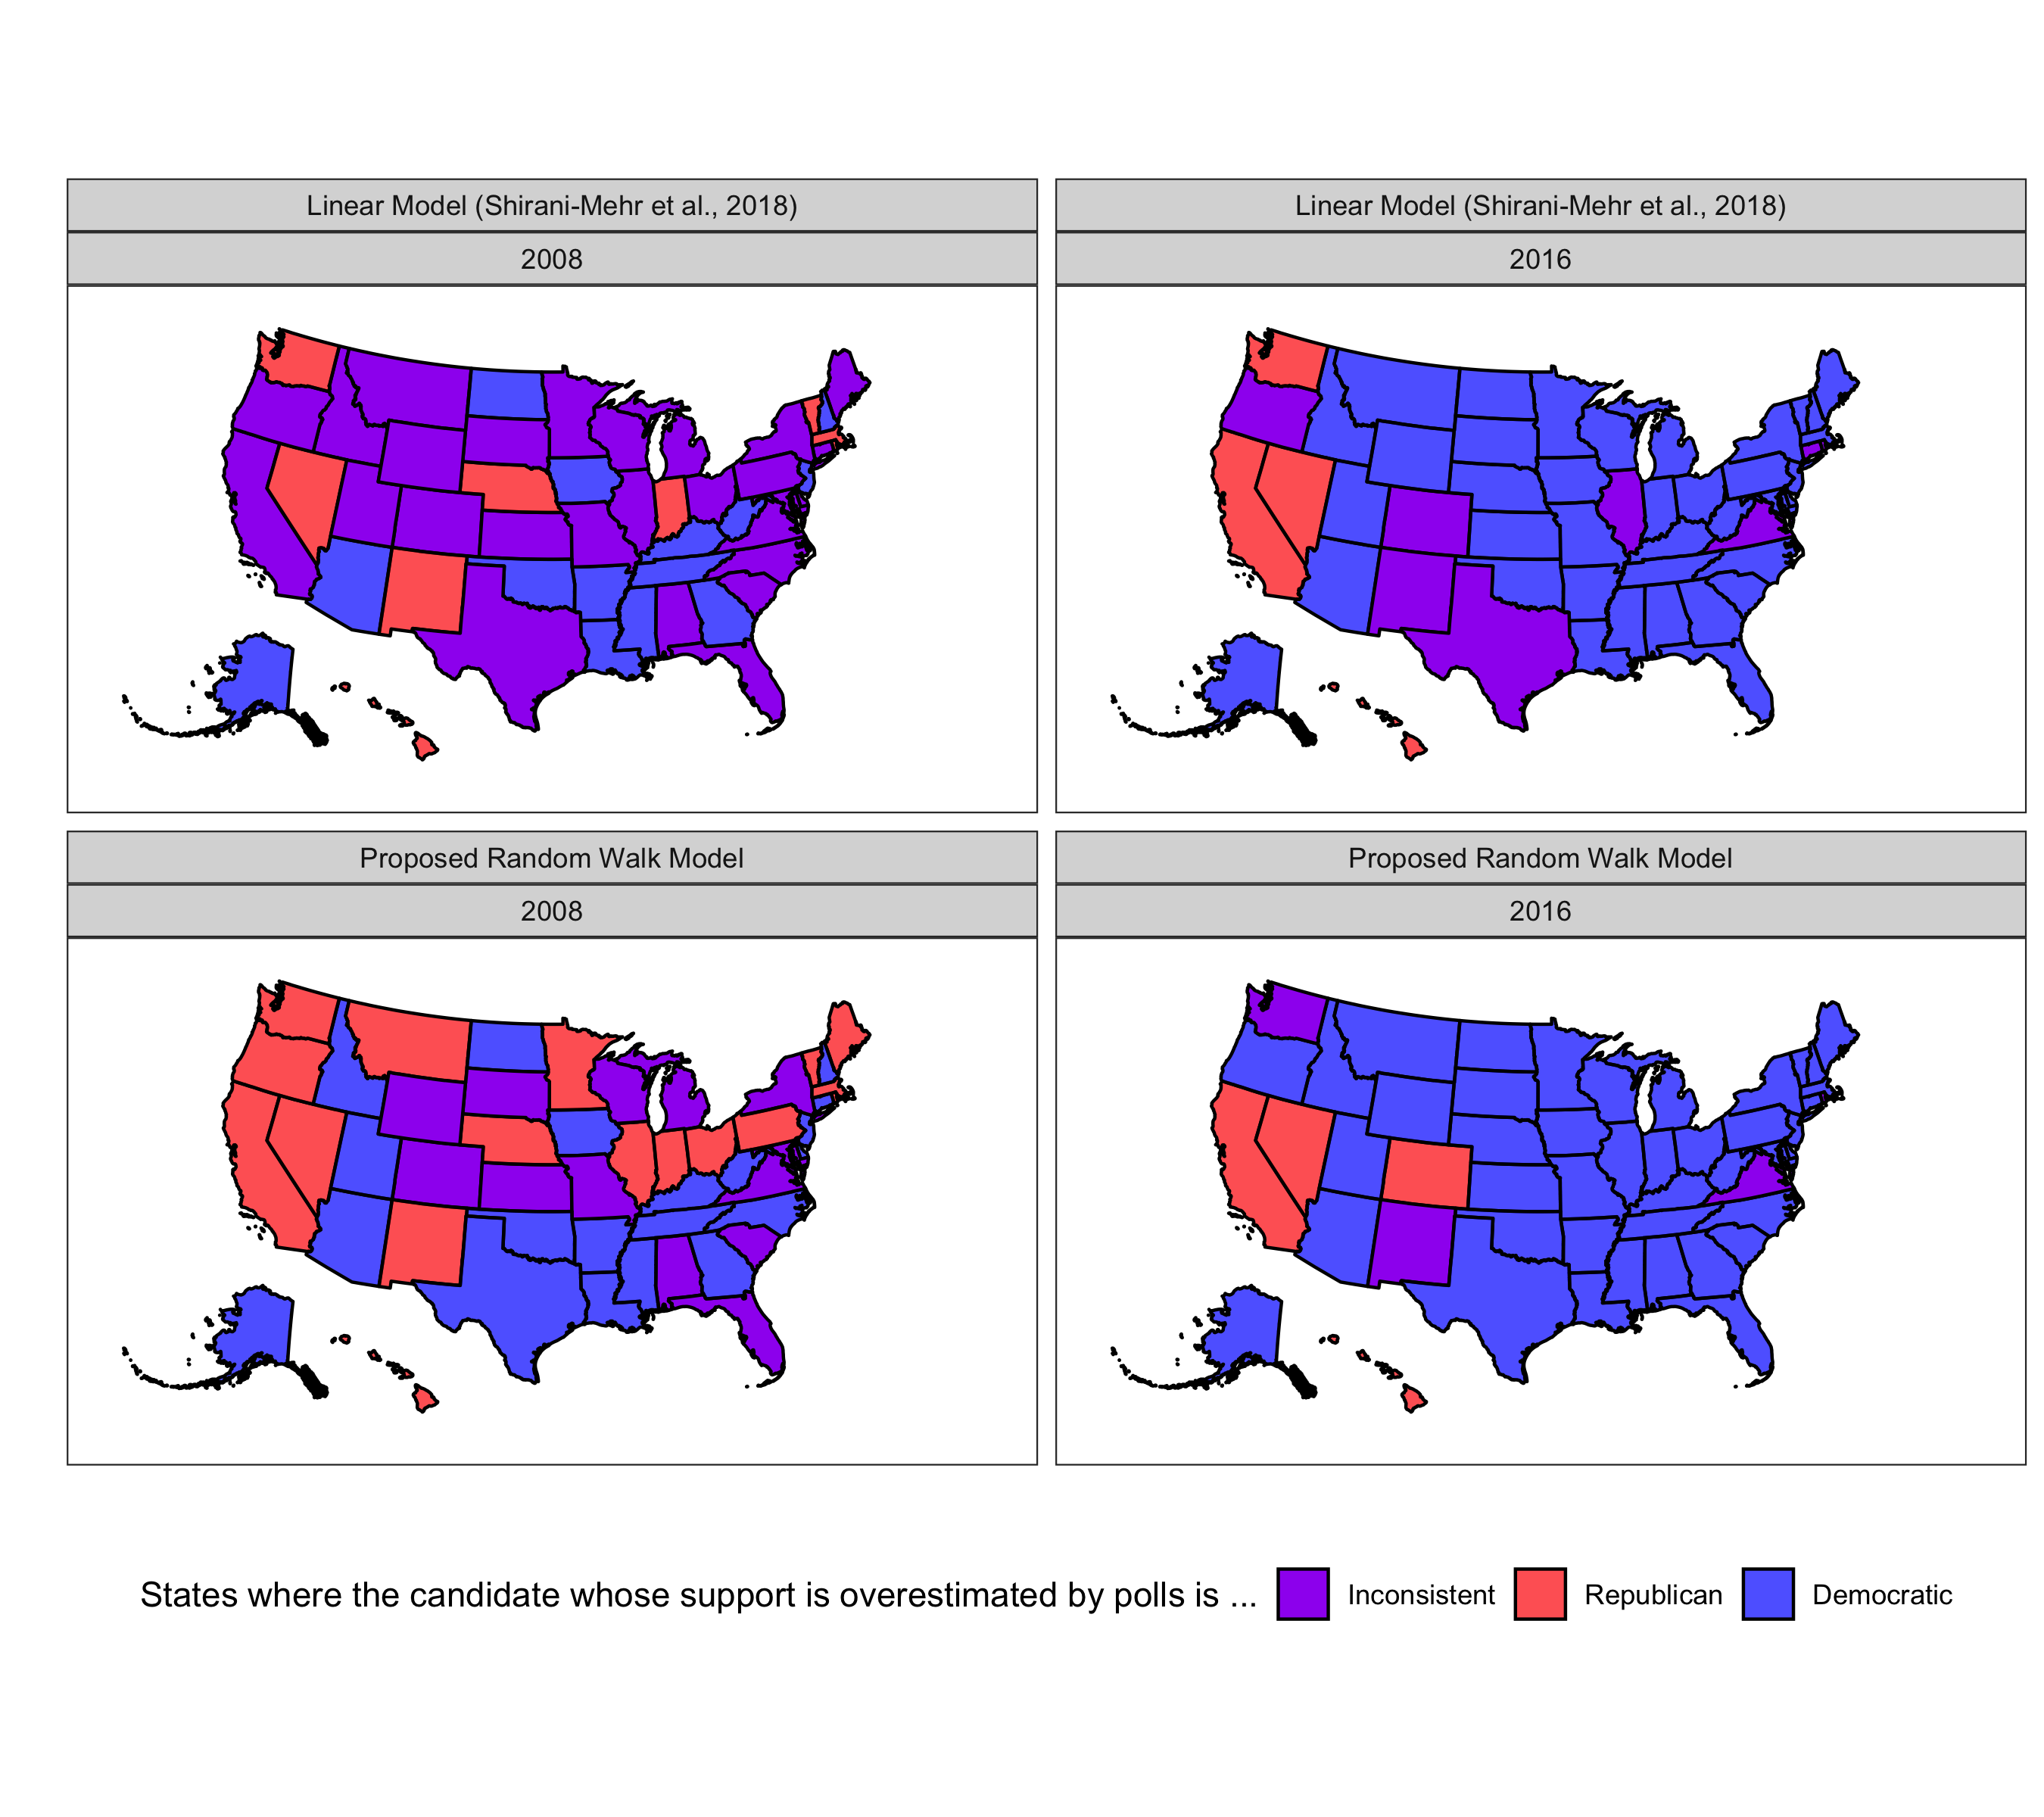 Linear Model (Shirani-Mehr et al., 2018)
2008
Linear Model (Shirani-Mehr et al., 2018)
2016
Proposed Random Walk Model
2008
Proposed Random Walk Model
2016
States where the candidate whose support is overestimated by polls is ... Inconsistent Republican Democratic